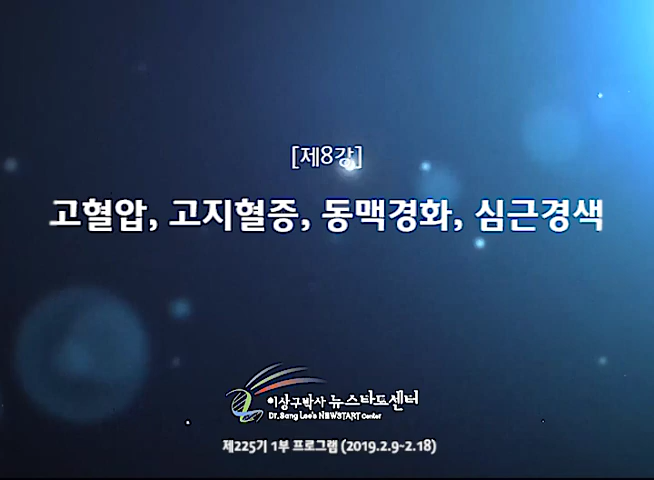 [제8강]
고혈압, 고지혈증, 동맥경화, 심근경색
이상구박사 뉴스타트센터
Dr. Sang Lee's NEWSTART Center
제225기 1부 프로그램 (2019.2.9~2.18)